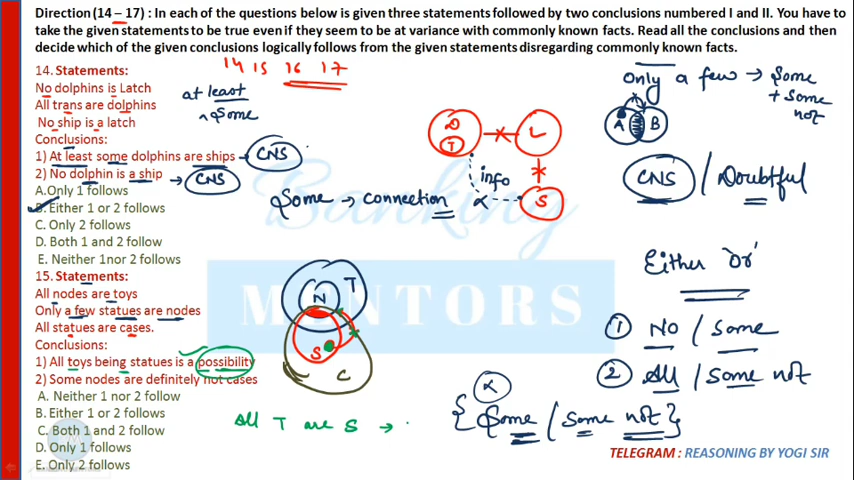 Direction (14 – 17) : In each of the questions below is given three statements followed by two conclusions numbered I and II. You have to
take the given statements to be true even if they seem to be at variance with commonly known facts. Read all the conclusions and then
decide which of the given conclusions logically follows from the given statements disregarding commonly known facts.
14 15 16 17
14. Statements:
No dolphins is Latch
All trans are dolphins
No ship is a latch
Conclusions:
1) At least some dolphins are ships
2) No dolphin is a ship
A.Only 1 follows
B. Either 1 or 2 follows
C. Only 2 follows
D. Both 1 and 2 follow
E. Neither 1nor 2 follows
15. Statements:
All nodes are toys
Only a few statues are nodes
All statues are cases.
Conclusions:
1) All toys being statues is a possibility
2) Some nodes are definitely not cases
A. Neither 1 nor 2 follow
B. Either 1 or 2 follow
C. Both 1 and 2 follow
D. Only 1 follows
E. Only 2 follows
at least
Some
CNS
CNS
Some → connection
D
T
L
S
info
α
Only a few → Some
+ Some
not
A B
CNS / Doubtful
Either 'or'
1 No / Some
2 All / Some not
α
{ Some / Some not }
N
T
S
C
All T are S →
Banking
MENTORS
TELEGRAM : REASONING BY YOGI SIR